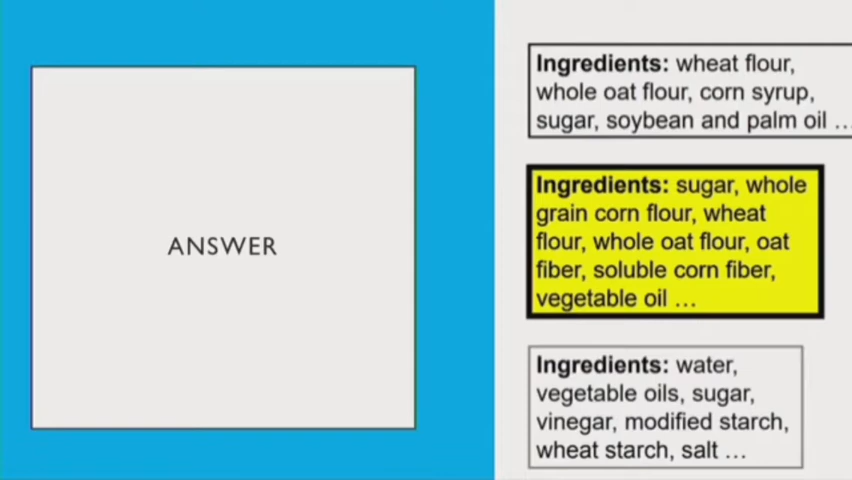 ANSWER
Ingredients: wheat flour,
whole oat flour, corn syrup,
sugar, soybean and palm oil ...
Ingredients: sugar, whole
grain corn flour, wheat
flour, whole oat flour, oat
fiber, soluble corn fiber,
vegetable oil ...
Ingredients: water,
vegetable oils, sugar,
vinegar, modified starch,
wheat starch, salt ...